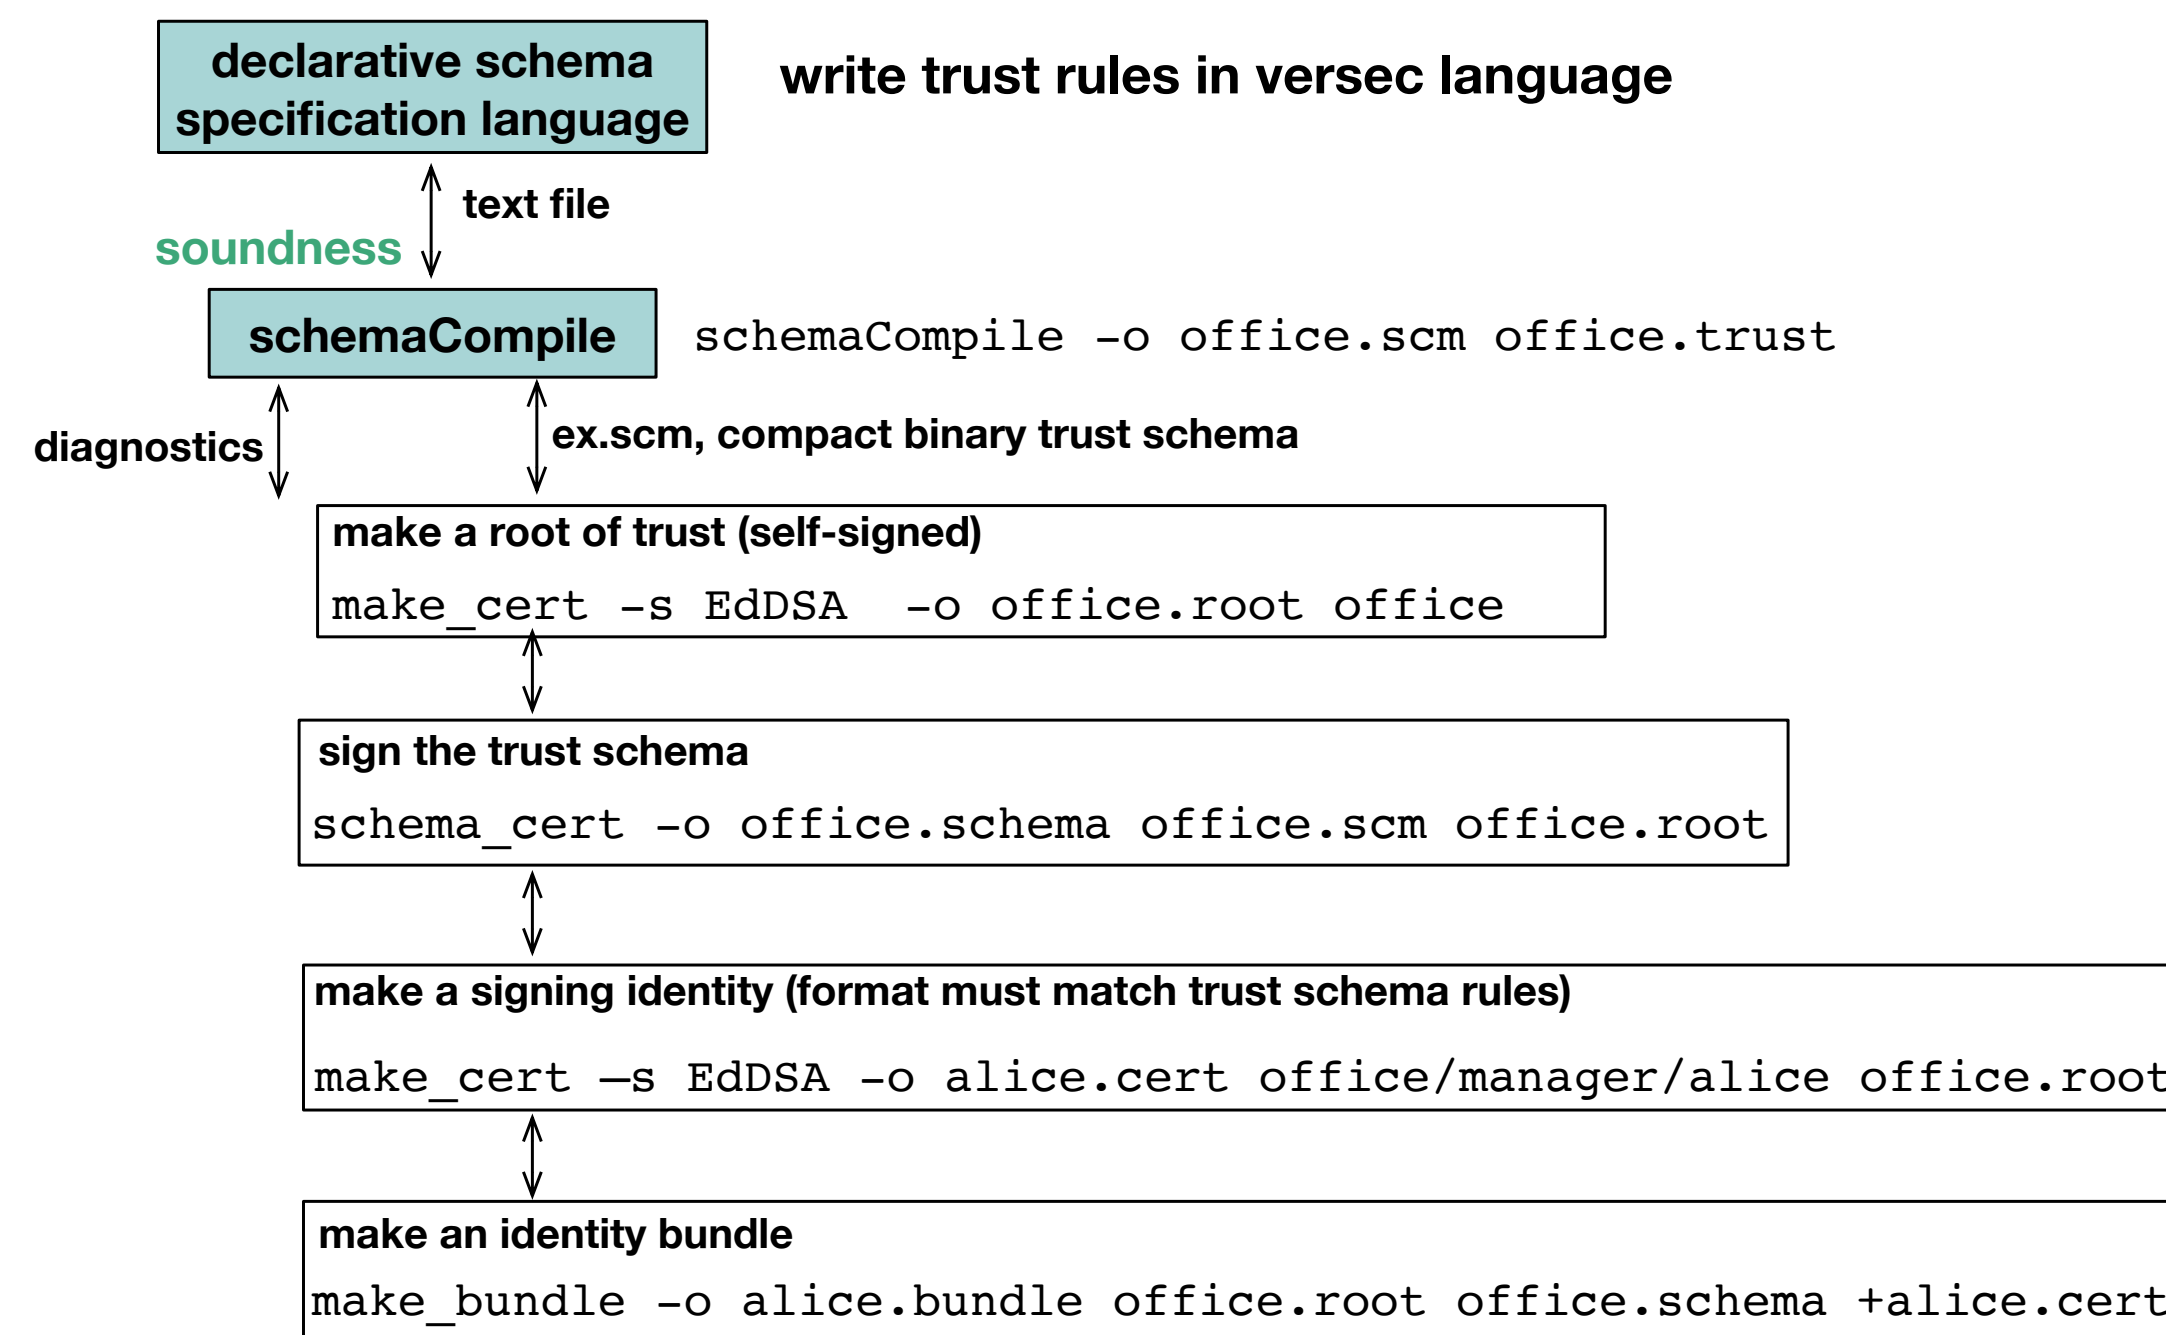 declarative schema
specification language
write trust rules in versec language
text file
soundness
schemaCompile
schemaCompile -o office.scm office.trust
diagnostics
ex.scm, compact binary trust schema
make a root of trust (self-signed)
make_cert -s EdDSA  -o office.root office
sign the trust schema
schema_cert -o office.schema office.scm office.root
make a signing identity (format must match trust schema rules)
make_cert –s EdDSA -o alice.cert office/manager/alice office.root
make an identity bundle
make_bundle -o alice.bundle office.root office.schema +alice.cert